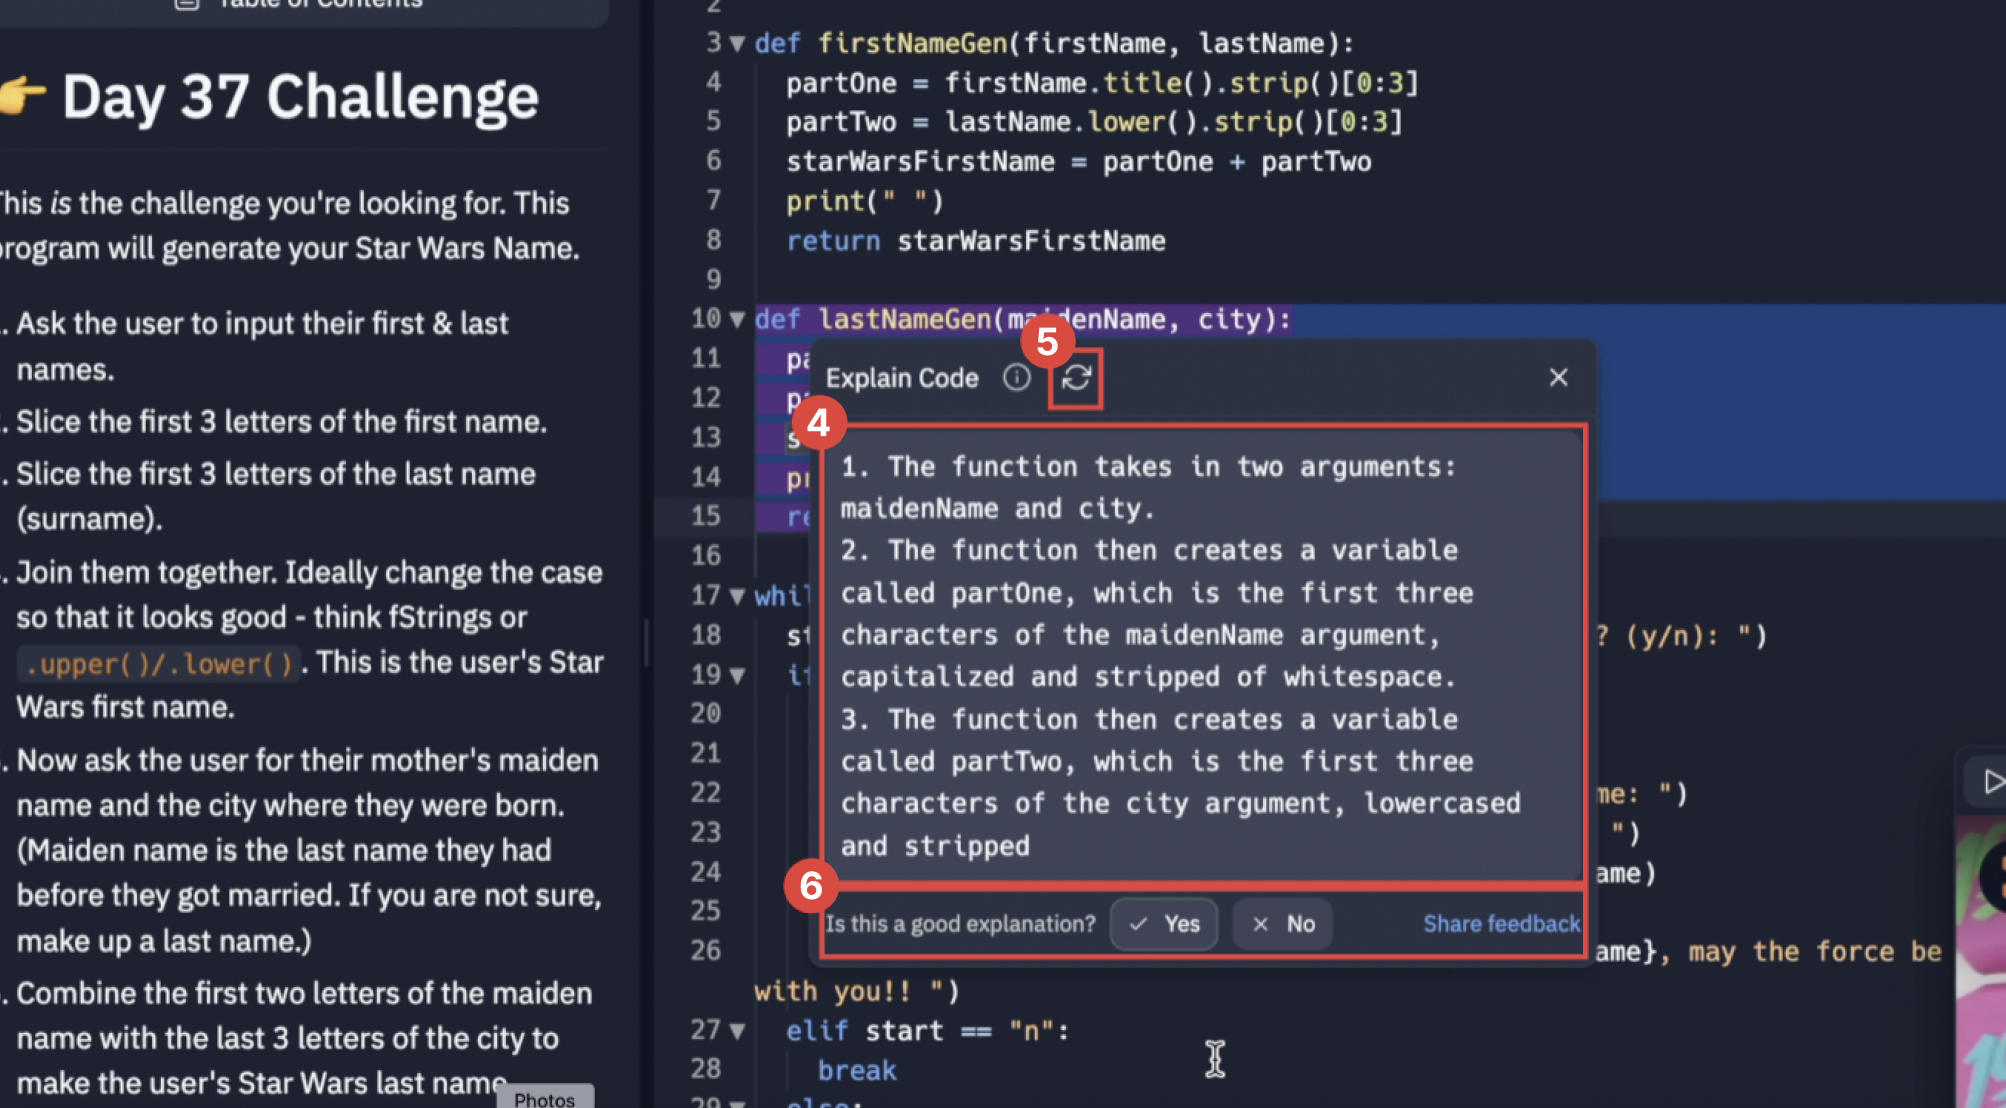 Table of Contents
Day 37 Challenge
This is the challenge you're looking for. This
program will generate your Star Wars Name.
. Ask the user to input their first & last
names.
. Slice the first 3 letters of the first name.
. Slice the first 3 letters of the last name
(surname).
. Join them together. Ideally change the case
so that it looks good - think fStrings or
.upper()/.lower(). This is the user's Star
Wars first name.
. Now ask the user for their mother's maiden
name and the city where they were born.
(Maiden name is the last name they had
before they got married. If you are not sure,
make up a last name.)
. Combine the first two letters of the maiden
name with the last 3 letters of the city to
make the user's Star Wars last name
Photos
2
3 def firstNameGen(firstName, lastName):
4 partOne = firstName.title().strip()[0:3]
5 partTwo = lastName.lower().strip()[0:3]
6 starWarsFirstName = partOne + partTwo
7 print(" ")
8 return starWarsFirstName
9
10 def lastNameGen(maidenName, city):
11 pa
12 p
13 s
14 pr
15 re
16
17 whil
18 st ? (y/n): ")
19 if
20
21
22 me: ")
23 ")
24 ame)
25
26 ame}, may the force be
with you!! ")
27 elif start == "n":
28 break
29 else:
5
Explain Code
4
1. The function takes in two arguments:
maidenName and city.
2. The function then creates a variable
called partOne, which is the first three
characters of the maidenName argument,
capitalized and stripped of whitespace.
3. The function then creates a variable
called partTwo, which is the first three
characters of the city argument, lowercased
and stripped
6
Is this a good explanation? Yes No Share feedback